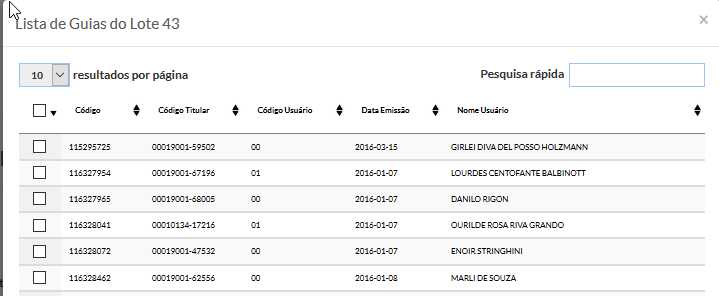 Lista de Guias do Lote 43 ×
10 resultados por página Pesquisa rápida
Código Código Titular Código Usuário Data Emissão Nome Usuário
115295725 00019001-59502 00 2016-03-15 GIRLEI DIVA DEL POSSO HOLZMANN
116327954 00019001-67196 01 2016-01-07 LOURDES CENTOFANTE BALBINOTT
116327965 00019001-68005 00 2016-01-07 DANILO RIGON
116328041 00010134-17216 01 2016-01-07 OURILDE ROSA RIVA GRANDO
116328072 00019001-47532 00 2016-01-07 ENOIR STRINGHINI
116328462 00019001-62556 00 2016-01-08 MARLI DE SOUZA